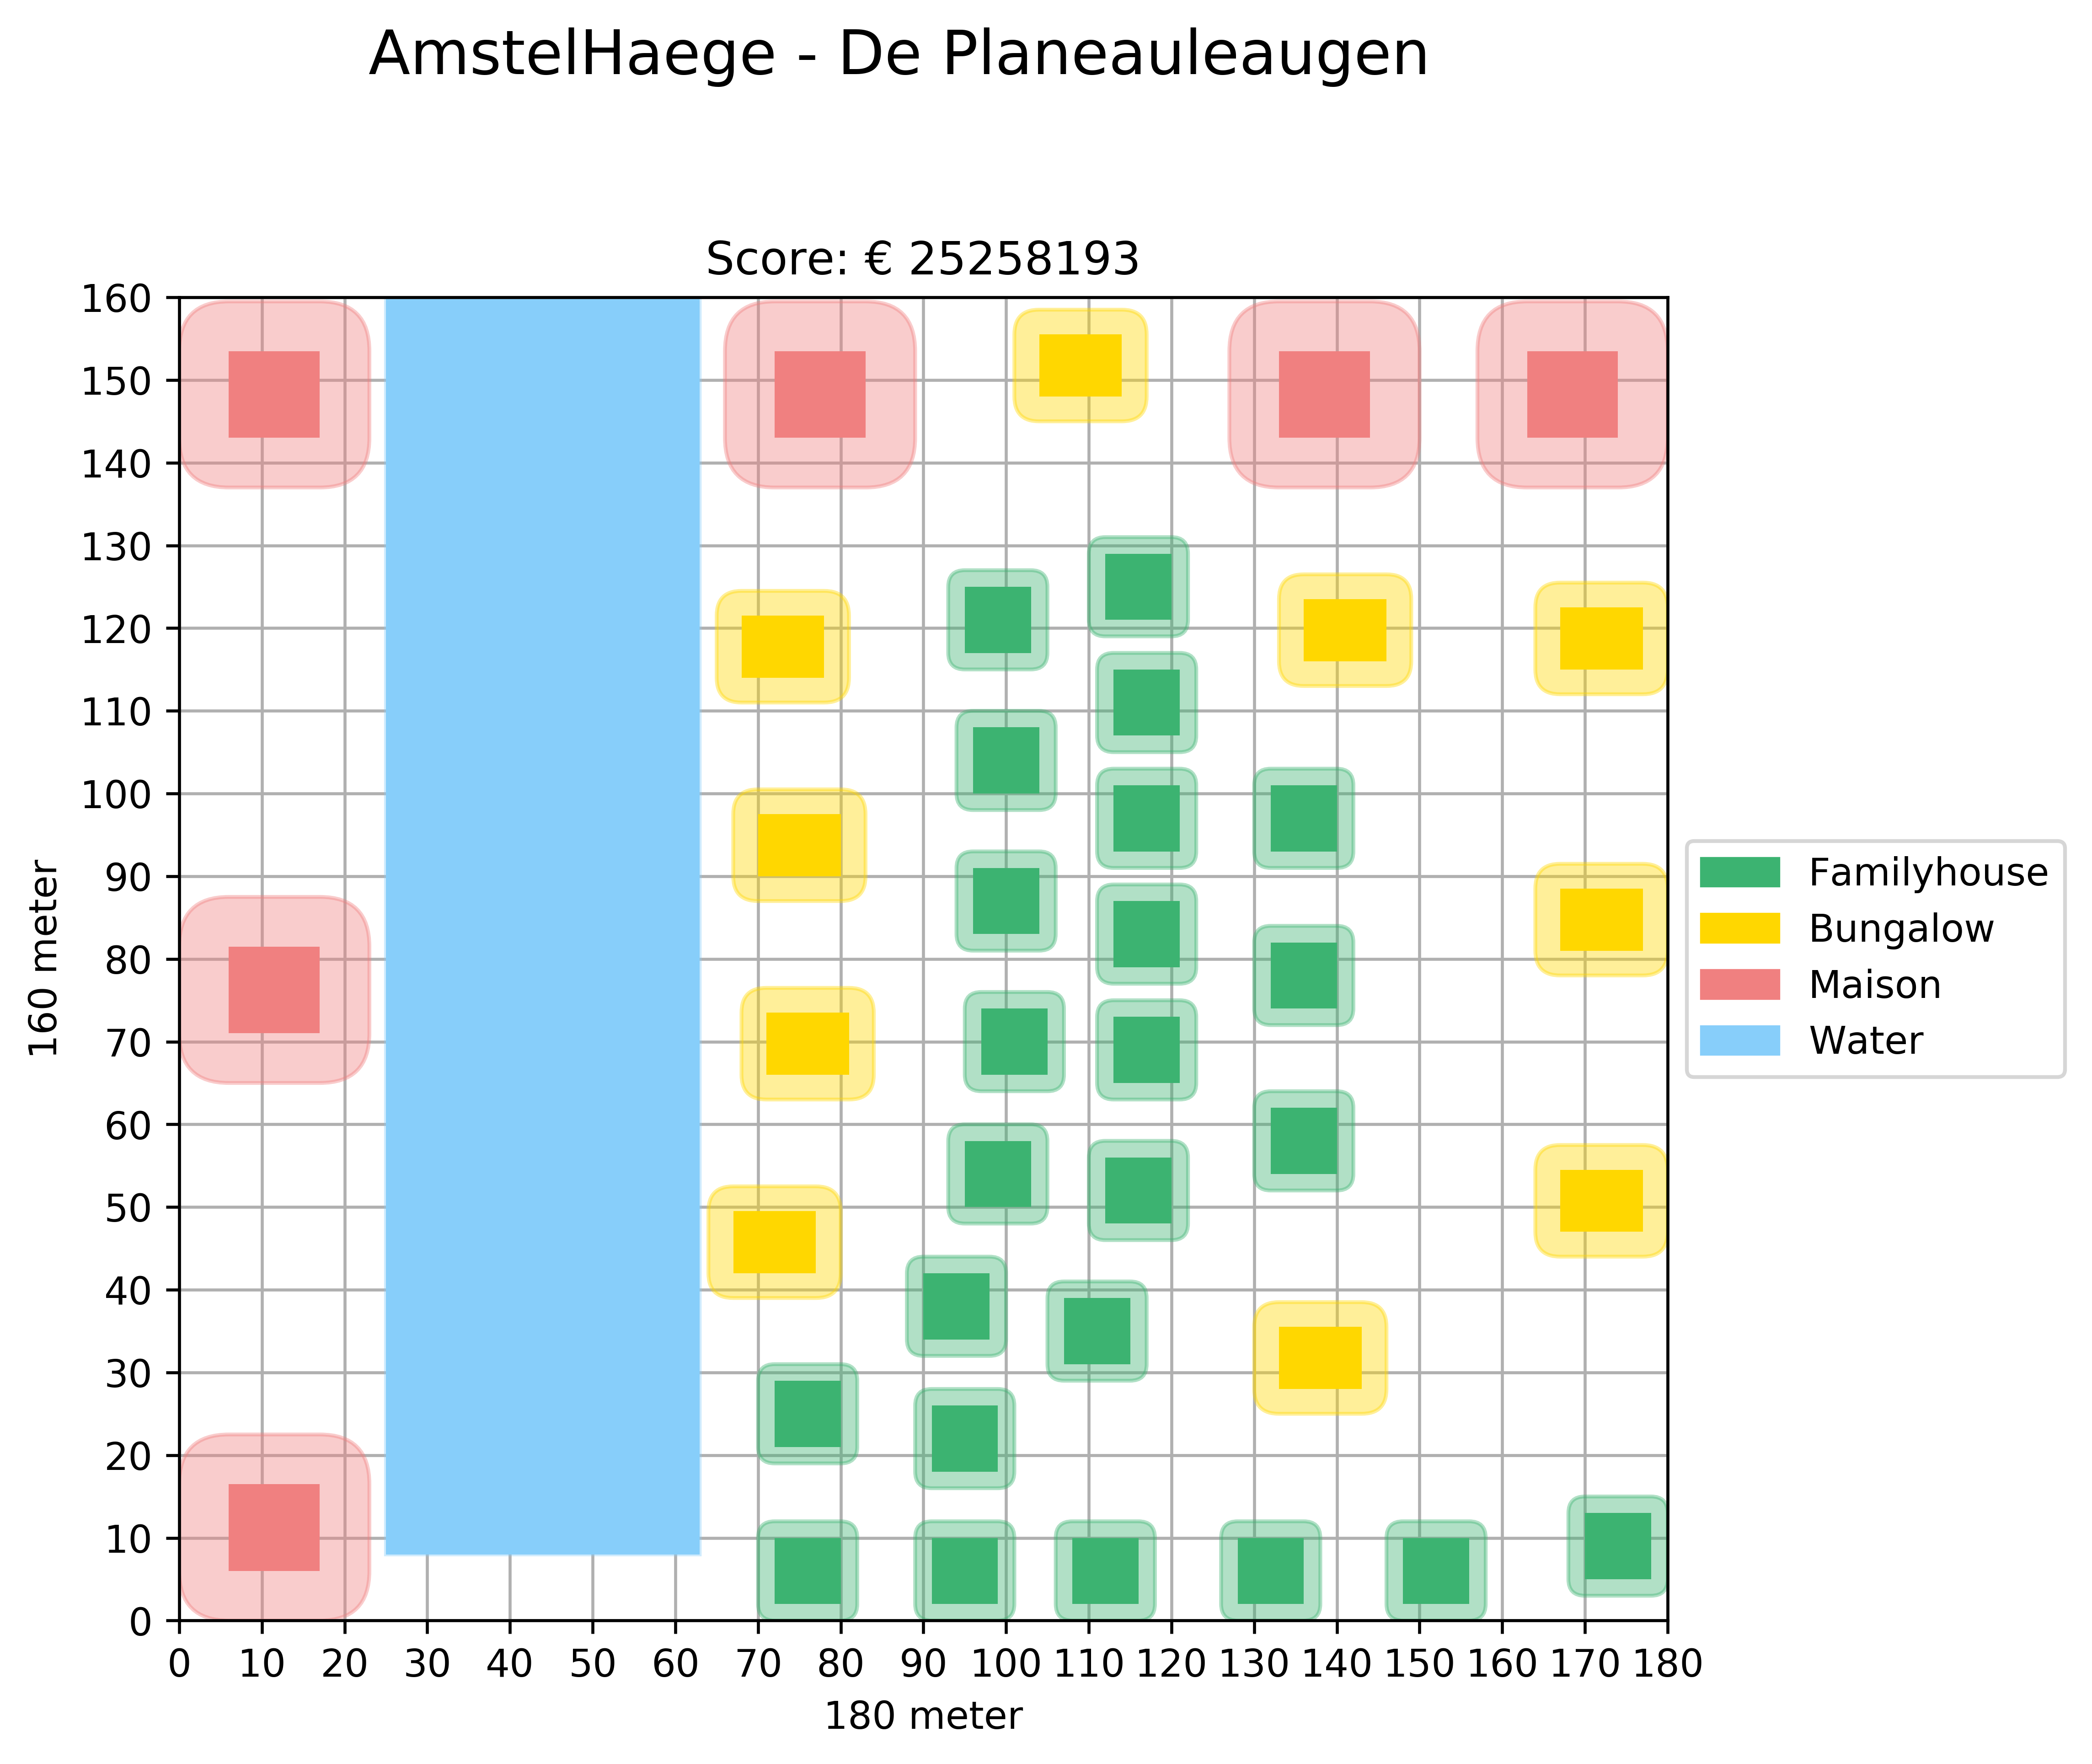 AmstelHaege - De Planeauleaugen
Score: € 25258193
160
150
140
130
120
110
100
90
80
70
60
50
40
30
20
10
0
160 meter
0 10 20 30 40 50 60 70 80 90 100 110 120 130 140 150 160 170 180
180 meter
Familyhouse
Bungalow
Maison
Water